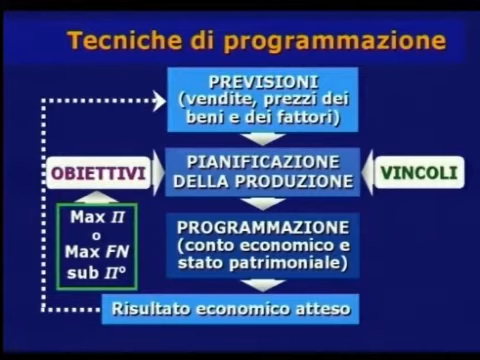 Tecniche di programmazione
PREVISIONI
(vendite, prezzi dei
beni e dei fattori)
OBIETTIVI
PIANIFICAZIONE
DELLA PRODUZIONE
VINCOLI
Max Π
o
Max FN
sub Π°
PROGRAMMAZIONE
(conto economico e
stato patrimoniale)
Risultato economico atteso